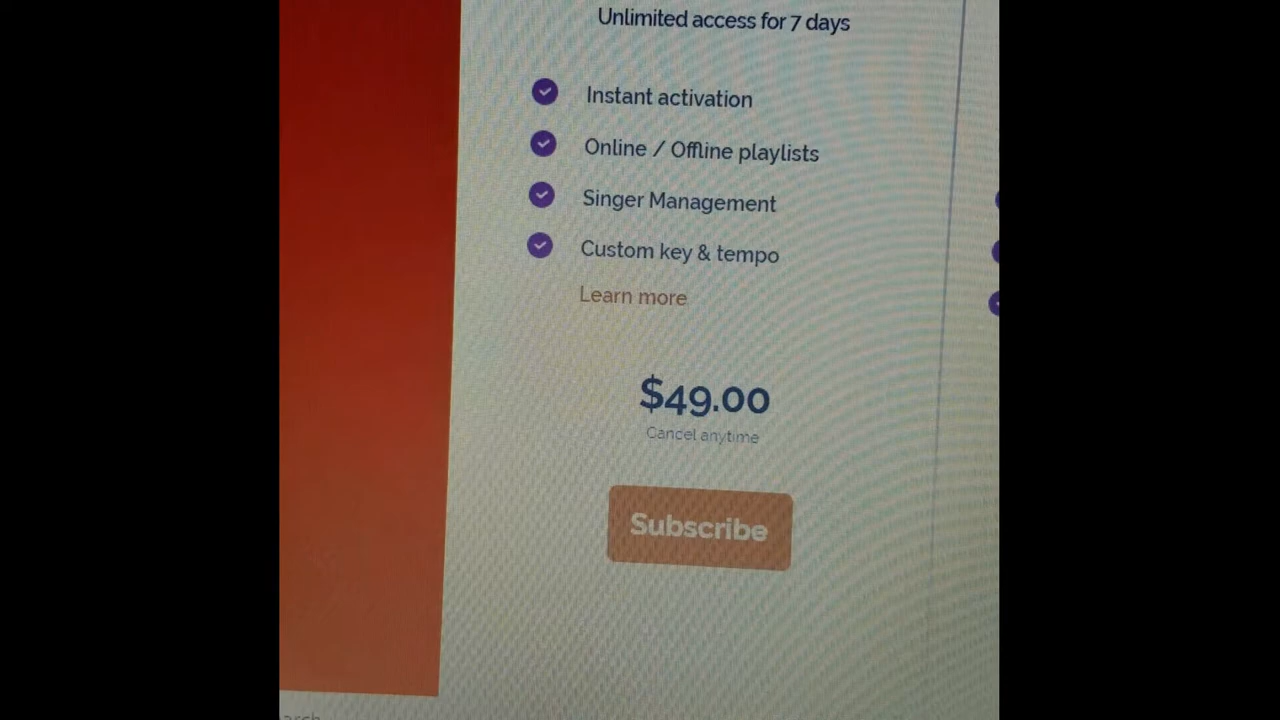 Unlimited access for 7 days
Instant activation
Online / Offline playlists
Singer Management
Custom key & tempo
Learn more
$49.00
Cancel anytime
Subscribe